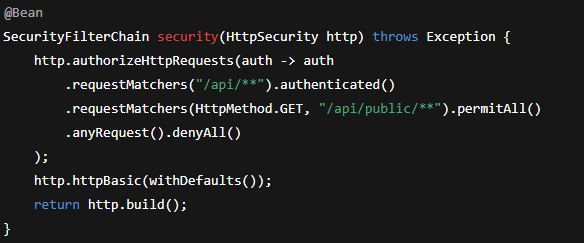 @Bean
SecurityFilterChain security(HttpSecurity http) throws Exception {
    http.authorizeHttpRequests(auth -> auth
        .requestMatchers("/api/**").authenticated()
        .requestMatchers(HttpMethod.GET, "/api/public/**").permitAll()
        .anyRequest().denyAll()
    );
    http.httpBasic(withDefaults());
    return http.build();
}